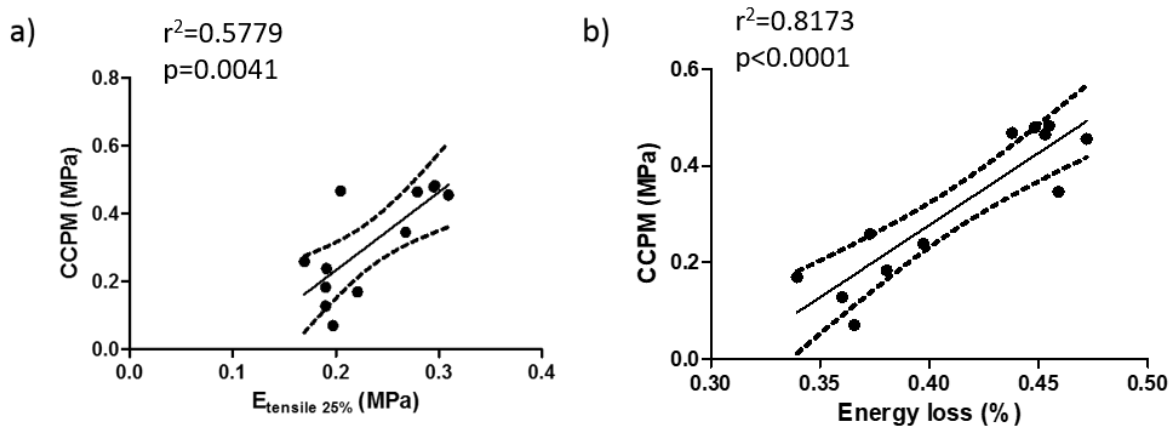 a)
r²=0.5779
p=0.0041
0.8
0.6
0.4
0.2
0.0
CCPM (MPa)
0.0 0.1 0.2 0.3 0.4
E tensile 25% (MPa)
b)
r²=0.8173
p<0.0001
0.6
0.4
0.2
0.0
CCPM (MPa)
0.30 0.35 0.40 0.45 0.50
Energy loss (%)